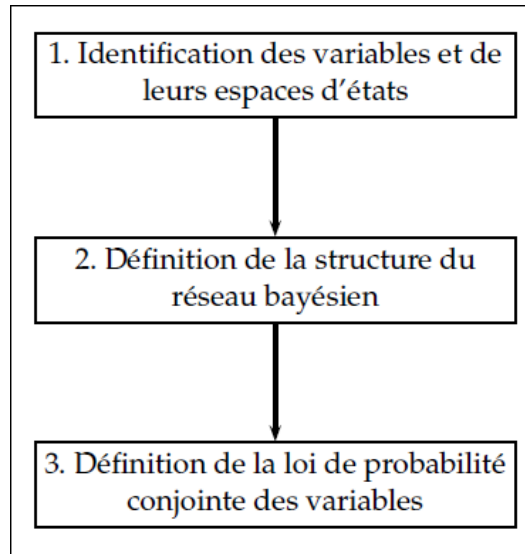 1. Identification des variables et de
leurs espaces d'états
2. Définition de la structure du
réseau bayésien
3. Définition de la loi de probabilité
conjointe des variables